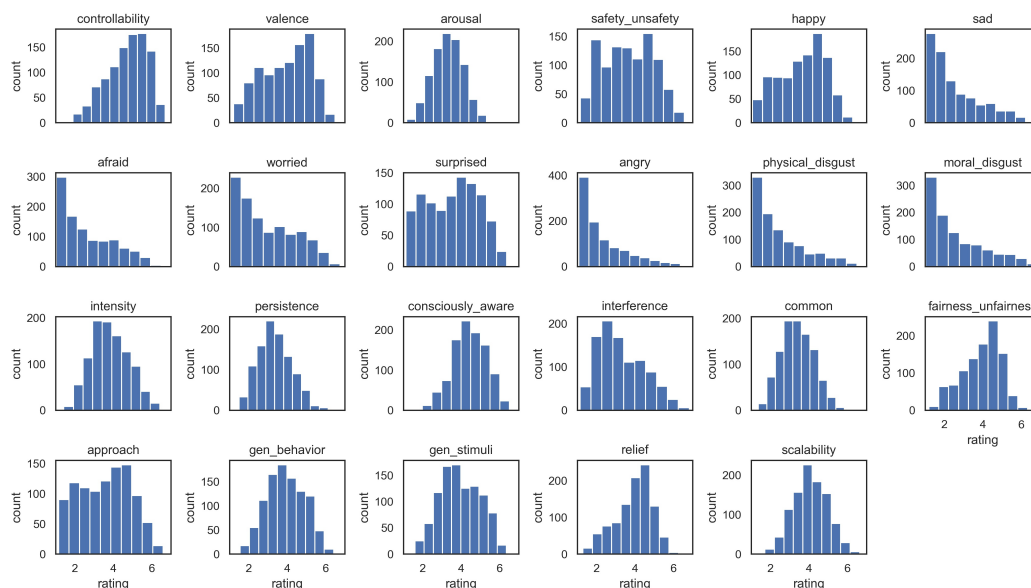 controllability valence arousal safety_unsafety happy sad
150 100 50 0 count
150 100 50 0 count
200 100 0 count
150 100 50 0 count
150 100 50 0 count
200 100 0 count
afraid worried surprised angry physical_disgust moral_disgust
300 200 100 0 count
200 100 0 count
150 100 50 0 count
400 200 0 count
300 200 100 0 count
300 200 100 0 count
intensity persistence consciously_aware interference common fairness_unfairness
200 100 0 count
200 100 0 count
200 100 0 count
200 100 0 count
200 100 0 count
200 100 0 count
2 4 6
rating
approach gen_behavior gen_stimuli relief scalability
150 100 50 0 count
150 100 50 0 count
150 100 50 0 count
200 100 0 count
200 100 0 count
2 4 6 2 4 6 2 4 6 2 4 6 2 4 6
rating rating rating rating rating